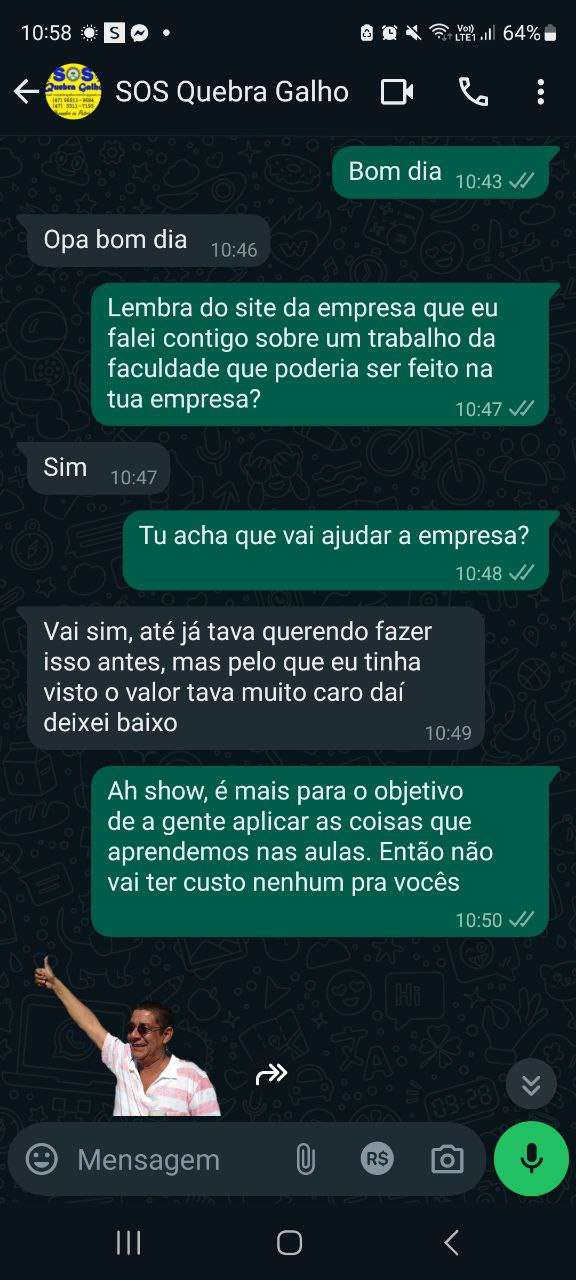 10:58
S
Vo))
LTE1
64%
SOS Quebra Galho
SOS
Quebra Galho
Bom dia 10:43
Opa bom dia 10:46
Lembra do site da empresa que eu
falei contigo sobre um trabalho da
faculdade que poderia ser feito na
tua empresa? 10:47
Sim 10:47
Tu acha que vai ajudar a empresa?
10:48
Vai sim, até já tava querendo fazer
isso antes, mas pelo que eu tinha
visto o valor tava muito caro daí
deixei baixo 10:49
Ah show, é mais para o objetivo
de a gente aplicar as coisas que
aprendemos nas aulas. Então não
vai ter custo nenhum pra vocês
10:50
Mensagem
R$